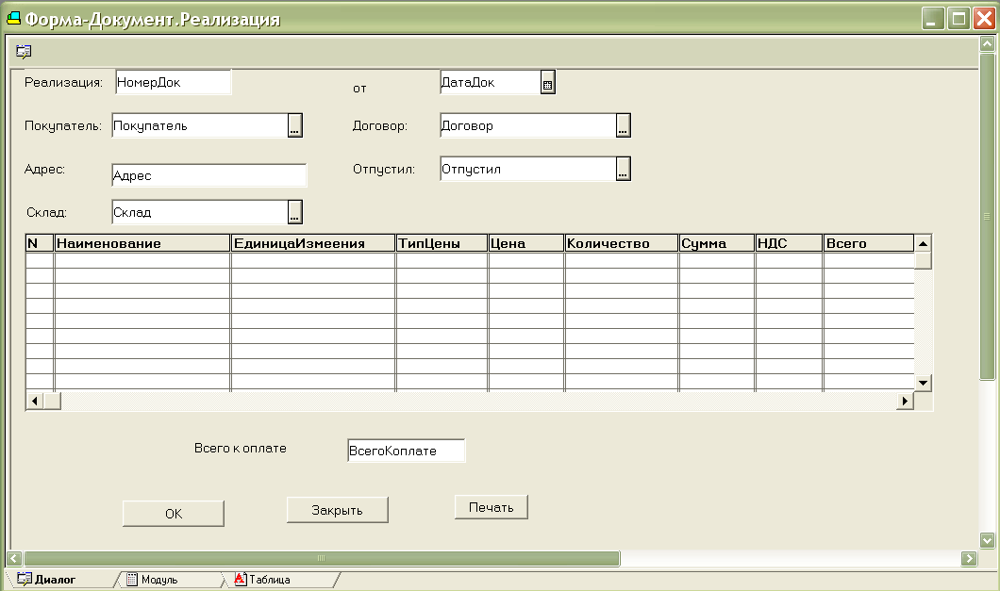 Форма-Документ.Реализация
Реализация: НомерДок от ДатаДок
Покупатель: Покупатель ... Договор: Договор ...
Адрес: Адрес Отпустил: Отпустил ...
Склад: Склад ...
N Наименование ЕдиницаИзмеения ТипЦены Цена Количество Сумма НДС Всего
Всего к оплате ВсегоКоплате
OK Закрыть Печать
Диалог Модуль Таблица